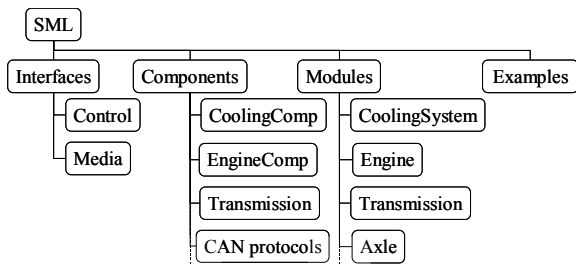 SML
Interfaces Components Modules Examples
Control CoolingComp CoolingSystem
Media EngineComp Engine
Transmission Transmission
CAN protocols Axle